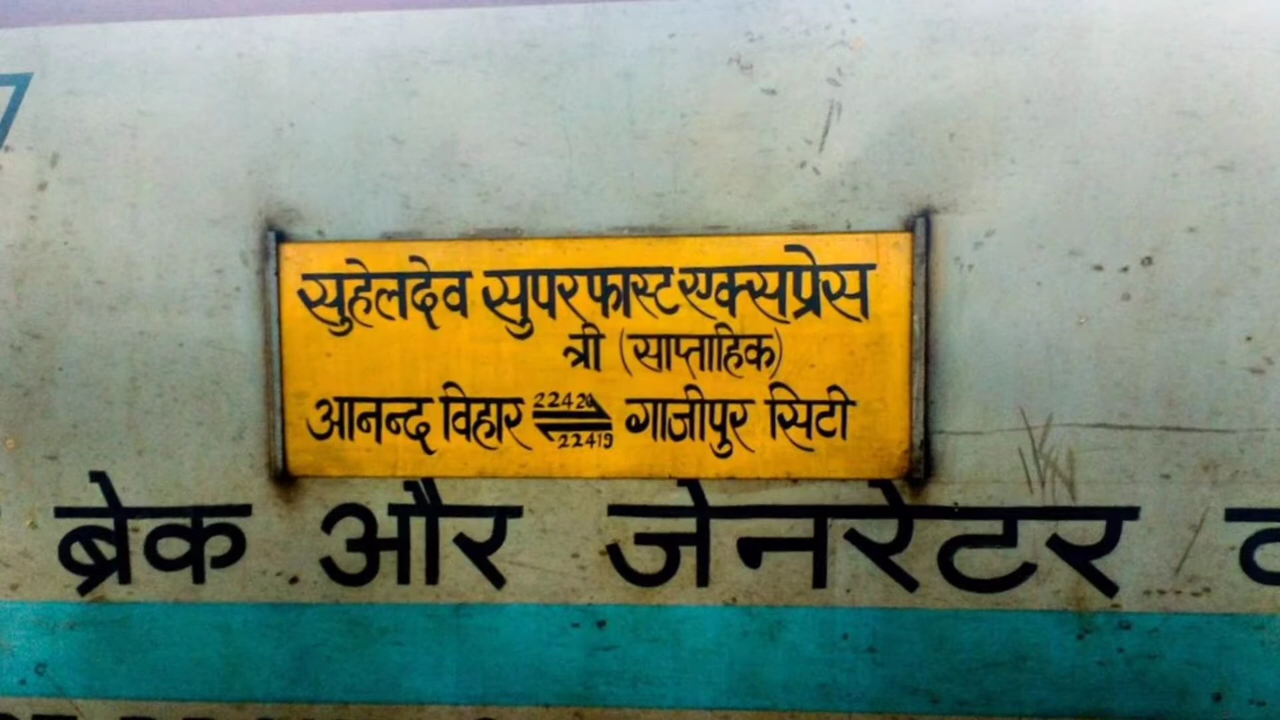 सुहेलदेव सुपरफास्ट एक्सप्रेस
त्री (साप्ताहिक)
आनन्द विहार 22420 22419 गाजीपुर सिटी
ब्रेक और जेनरेटर